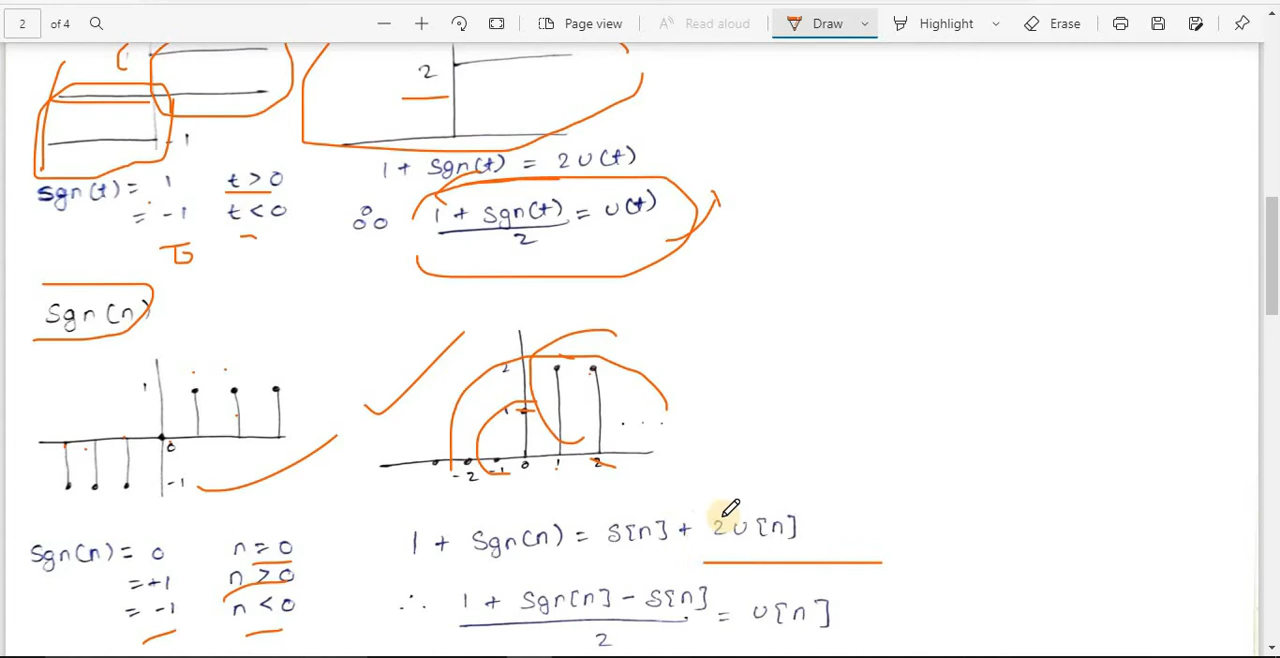 2 of 4 Page view Read aloud Draw Highlight Erase
2
-1
1 + Sgn(t) = 2U(t)
Sgn(t) = 1 t > 0
= -1 t < 0
∴ 1 + Sgn(t) / 2 = U(t)
Sgn(n)
1
0
-1
2
1
-2 -1 0 1 2 . . .
1 + Sgn(n) = S[n] + 2U[n]
Sgn(n) = 0 n = 0
= +1 n > 0
= -1 n < 0
∴ 1 + Sgn[n] - S[n] / 2 = U[n]